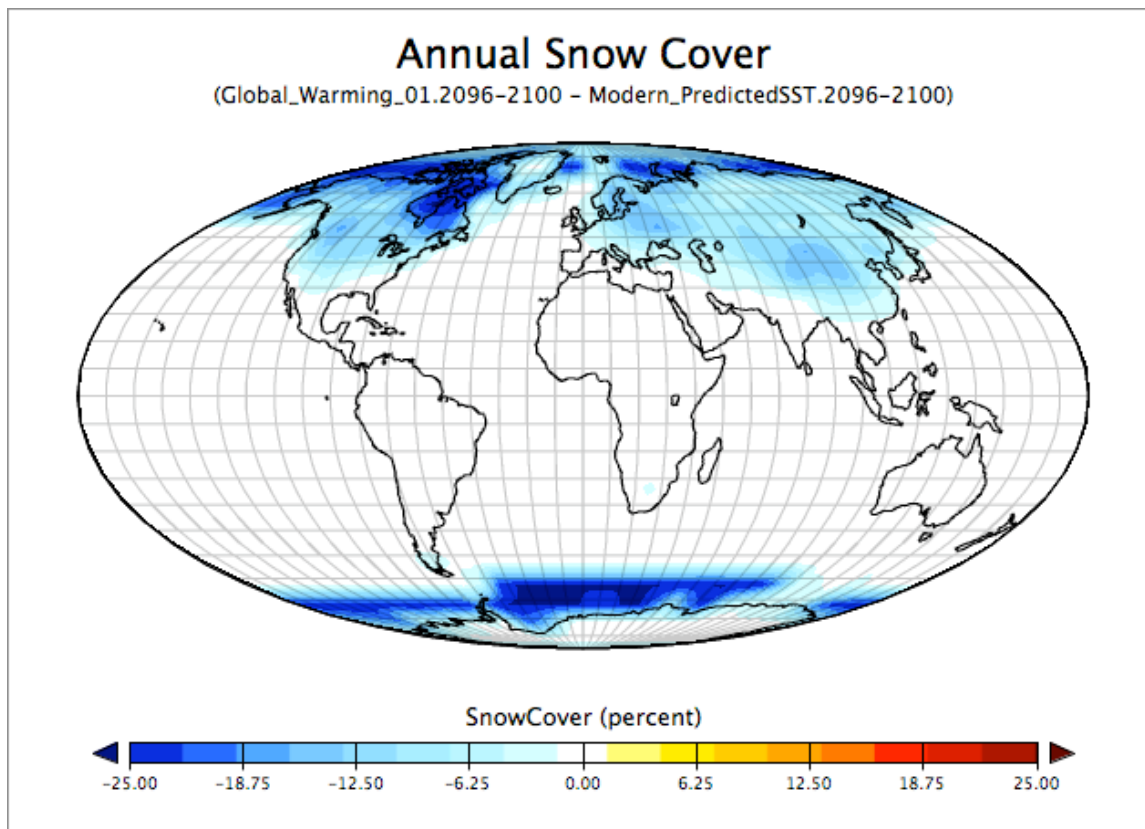 Annual Snow Cover
(Global_Warming_01.2096-2100 - Modern_PredictedSST.2096-2100)
SnowCover (percent)
-25.00 -18.75 -12.50 -6.25 0.00 6.25 12.50 18.75 25.00